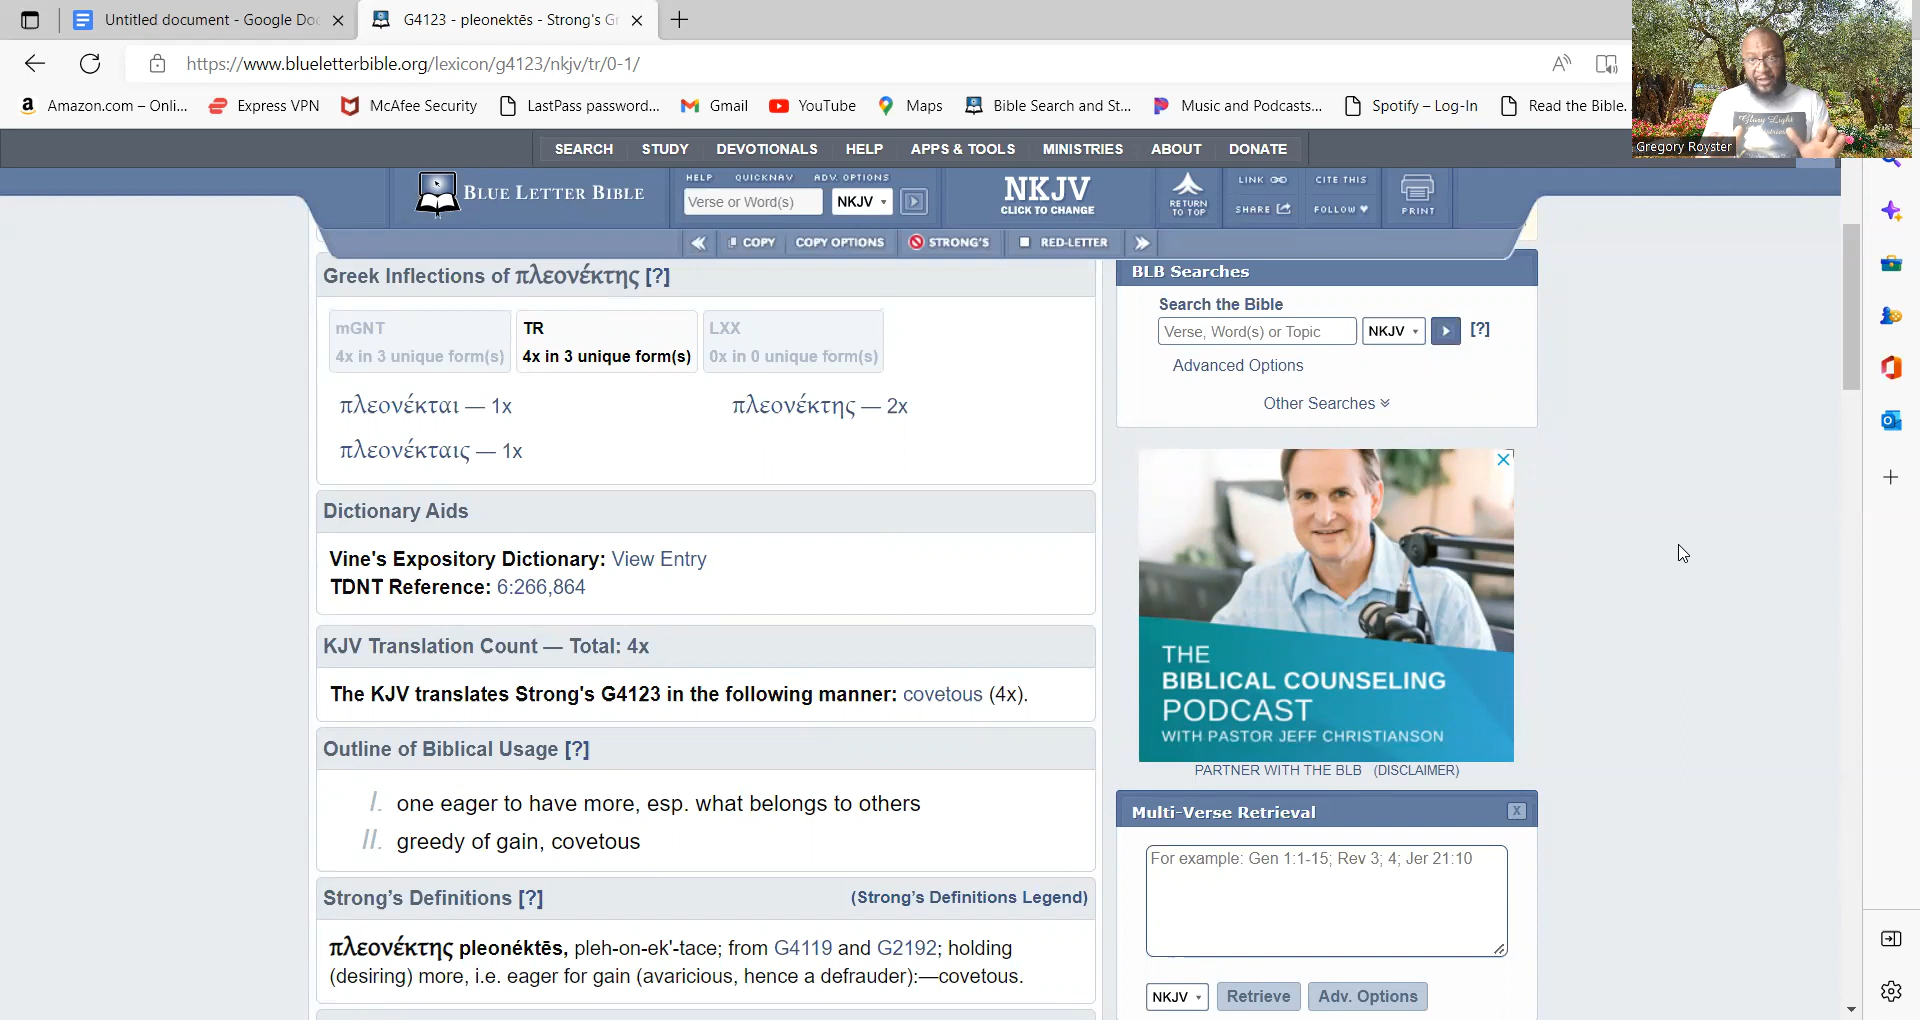 Untitled document - Google Do
G4123 - pleonektēs - Strong's G
https://www.blueletterbible.org/lexicon/g4123/nkjv/tr/0-1/
Amazon.com – Onli...
Express VPN
McAfee Security
LastPass password...
Gmail
YouTube
Maps
Bible Search and St...
Music and Podcasts...
Spotify – Log-In
Read the Bible.
Glory Light
Gregory Royster
SEARCH STUDY DEVOTIONALS HELP APPS & TOOLS MINISTRIES ABOUT DONATE
BLUE LETTER BIBLE
HELP QUICKNAV ADV. OPTIONS
Verse or Word(s) NKJV
NKJV
CLICK TO CHANGE
RETURN
TO TOP
LINK CITE THIS
SHARE FOLLOW
PRINT
COPY COPY OPTIONS STRONG'S RED-LETTER
Greek Inflections of πλεονέκτης [?]
mGNT
4x in 3 unique form(s)
TR
4x in 3 unique form(s)
LXX
0x in 0 unique form(s)
πλεονέκται — 1x
πλεονέκτης — 2x
πλεονέκταις — 1x
Dictionary Aids
Vine's Expository Dictionary: View Entry
TDNT Reference: 6:266,864
KJV Translation Count — Total: 4x
The KJV translates Strong's G4123 in the following manner: covetous (4x).
Outline of Biblical Usage [?]
I. one eager to have more, esp. what belongs to others
II. greedy of gain, covetous
Strong’s Definitions [?]
(Strong’s Definitions Legend)
πλεονέκτης pleonéktēs, pleh-on-ek'-tace; from G4119 and G2192; holding
(desiring) more, i.e. eager for gain (avaricious, hence a defrauder):—covetous.
BLB Searches
Search the Bible
Verse, Word(s) or Topic NKJV [?]
Advanced Options
Other Searches
THE
BIBLICAL COUNSELING
PODCAST
WITH PASTOR JEFF CHRISTIANSON
PARTNER WITH THE BLB (DISCLAIMER)
Multi-Verse Retrieval X
For example: Gen 1:1-15; Rev 3; 4; Jer 21:10
NKJV Retrieve Adv. Options